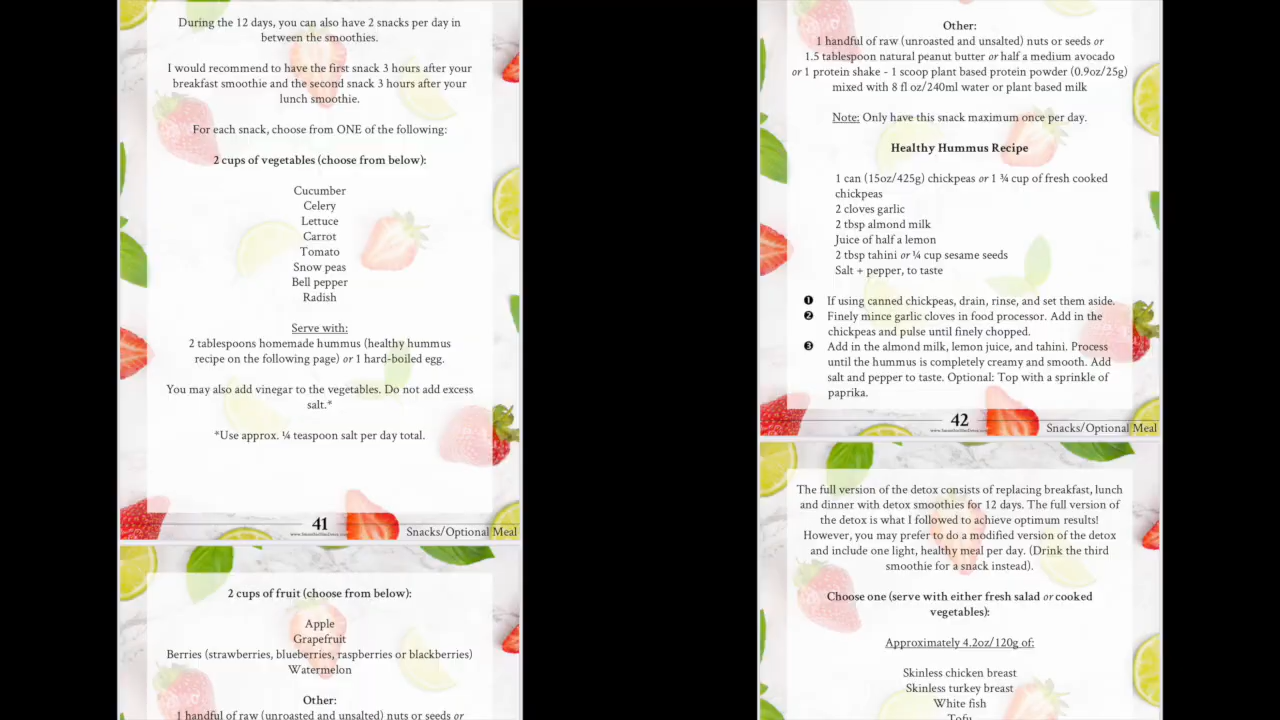 During the 12 days, you can also have 2 snacks per day in
between the smoothies.
I would recommend to have the first snack 3 hours after your
breakfast smoothie and the second snack 3 hours after your
lunch smoothie.
For each snack, choose from ONE of the following:
2 cups of vegetables (choose from below):
Cucumber
Celery
Lettuce
Carrot
Tomato
Snow peas
Bell pepper
Radish
Serve with:
2 tablespoons homemade hummus (healthy hummus
recipe on the following page) or 1 hard-boiled egg.
You may also add vinegar to the vegetables. Do not add excess
salt.*
*Use approx. ¼ teaspoon salt per day total.
41
Snacks/Optional Meal
2 cups of fruit (choose from below):
Apple
Grapefruit
Berries (strawberries, blueberries, raspberries or blackberries)
Watermelon
Other:
1 handful of raw (unroasted and unsalted) nuts or seeds or
Other:
1 handful of raw (unroasted and unsalted) nuts or seeds or
1.5 tablespoon natural peanut butter or half a medium avocado
or 1 protein shake - 1 scoop plant based protein powder (0.9oz/25g)
mixed with 8 fl oz/240ml water or plant based milk
Note: Only have this snack maximum once per day.
Healthy Hummus Recipe
1 can (15oz/425g) chickpeas or 1 ¾ cup of fresh cooked
chickpeas
2 cloves garlic
2 tbsp almond milk
Juice of half a lemon
2 tbsp tahini or ¼ cup sesame seeds
Salt + pepper, to taste
❶ If using canned chickpeas, drain, rinse, and set them aside.
❷ Finely mince garlic cloves in food processor. Add in the
chickpeas and pulse until finely chopped.
❸ Add in the almond milk, lemon juice, and tahini. Process
until the hummus is completely creamy and smooth. Add
salt and pepper to taste. Optional: Top with a sprinkle of
paprika.
42
Snacks/Optional Meal
The full version of the detox consists of replacing breakfast, lunch
and dinner with detox smoothies for 12 days. The full version of
the detox is what I followed to achieve optimum results!
However, you may prefer to do a modified version of the detox
and include one light, healthy meal per day. (Drink the third
smoothie for a snack instead).
Choose one (serve with either fresh salad or cooked
vegetables):
Approximately 4.2oz/120g of:
Skinless chicken breast
Skinless turkey breast
White fish
Tofu